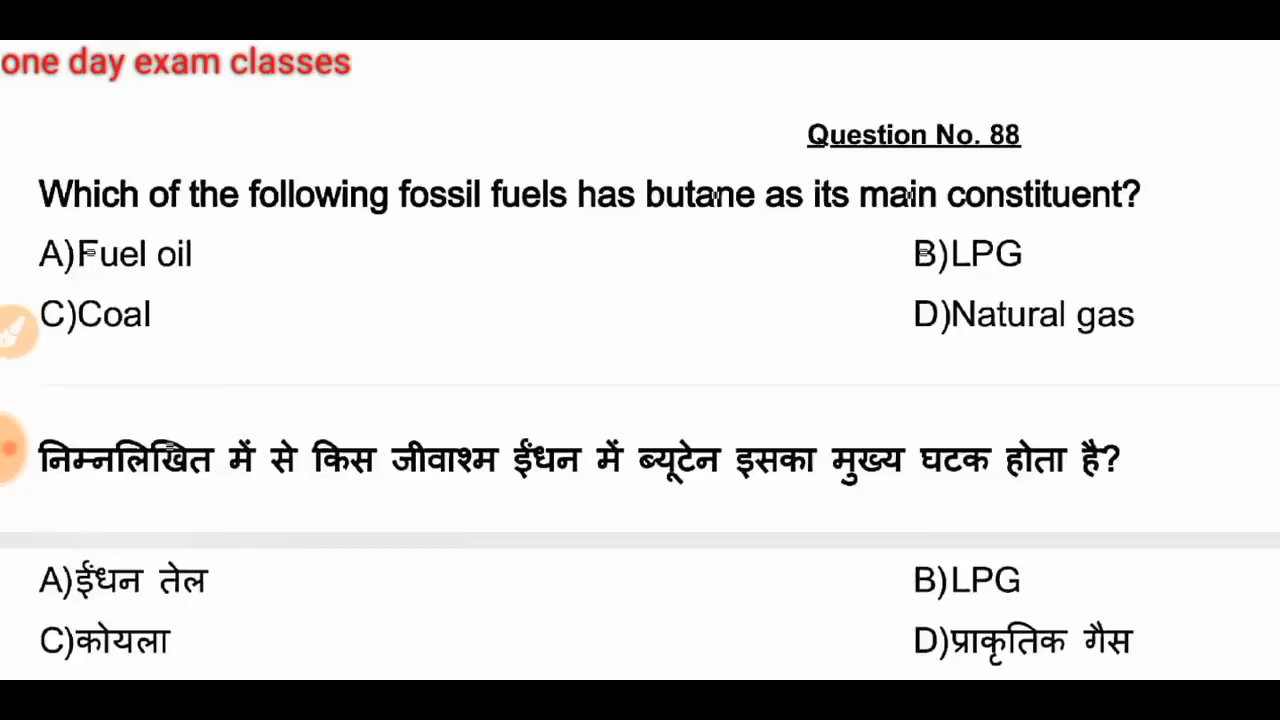 one day exam classes
Question No. 88
Which of the following fossil fuels has butane as its main constituent?
A)Fuel oil B)LPG
C)Coal D)Natural gas
निम्नलिखित में से किस जीवाश्म ईंधन में ब्यूटेन इसका मुख्य घटक होता है?
A)ईंधन तेल B)LPG
C)कोयला D)प्राकृतिक गैस